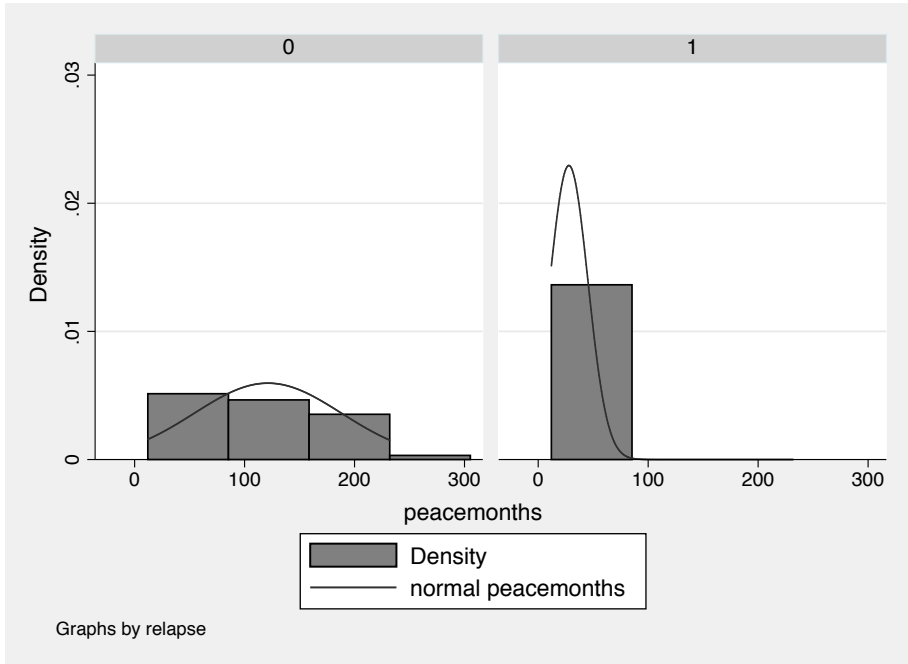 0 1
.03
.02
.01
0
Density
0 100 200 300 0 100 200 300
peacemonths
Density
normal peacemonths
Graphs by relapse